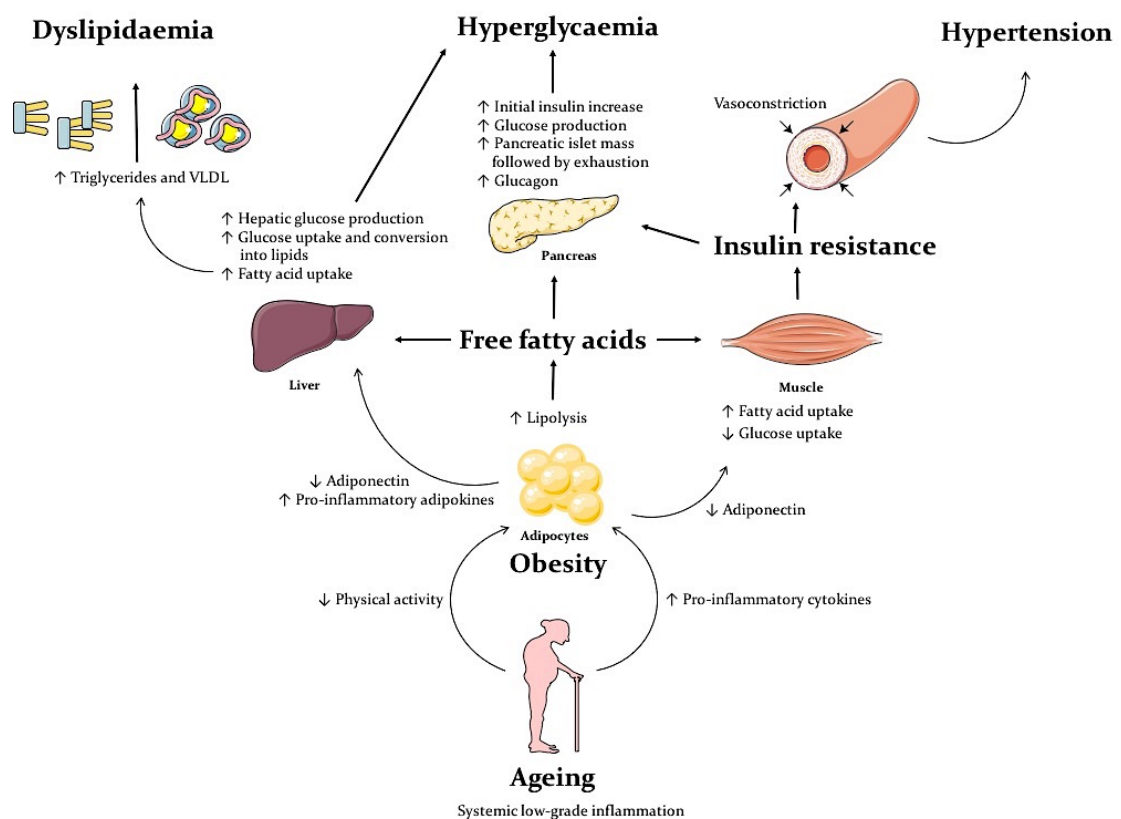 Dyslipidaemia
Hyperglycaemia
Hypertension
↑ Initial insulin increase
↑ Glucose production
↑ Pancreatic islet mass
followed by exhaustion
↑ Glucagon
Vasoconstriction
↑ Triglycerides and VLDL
↑ Hepatic glucose production
↑ Glucose uptake and conversion
into lipids
↑ Fatty acid uptake
Pancreas
Insulin resistance
Free fatty acids
Liver
Muscle
↑ Fatty acid uptake
↓ Glucose uptake
↑ Lipolysis
↓ Adiponectin
↑ Pro-inflammatory adipokines
↓ Adiponectin
Adipocytes
Obesity
↓ Physical activity
↑ Pro-inflammatory cytokines
Ageing
Systemic low-grade inflammation